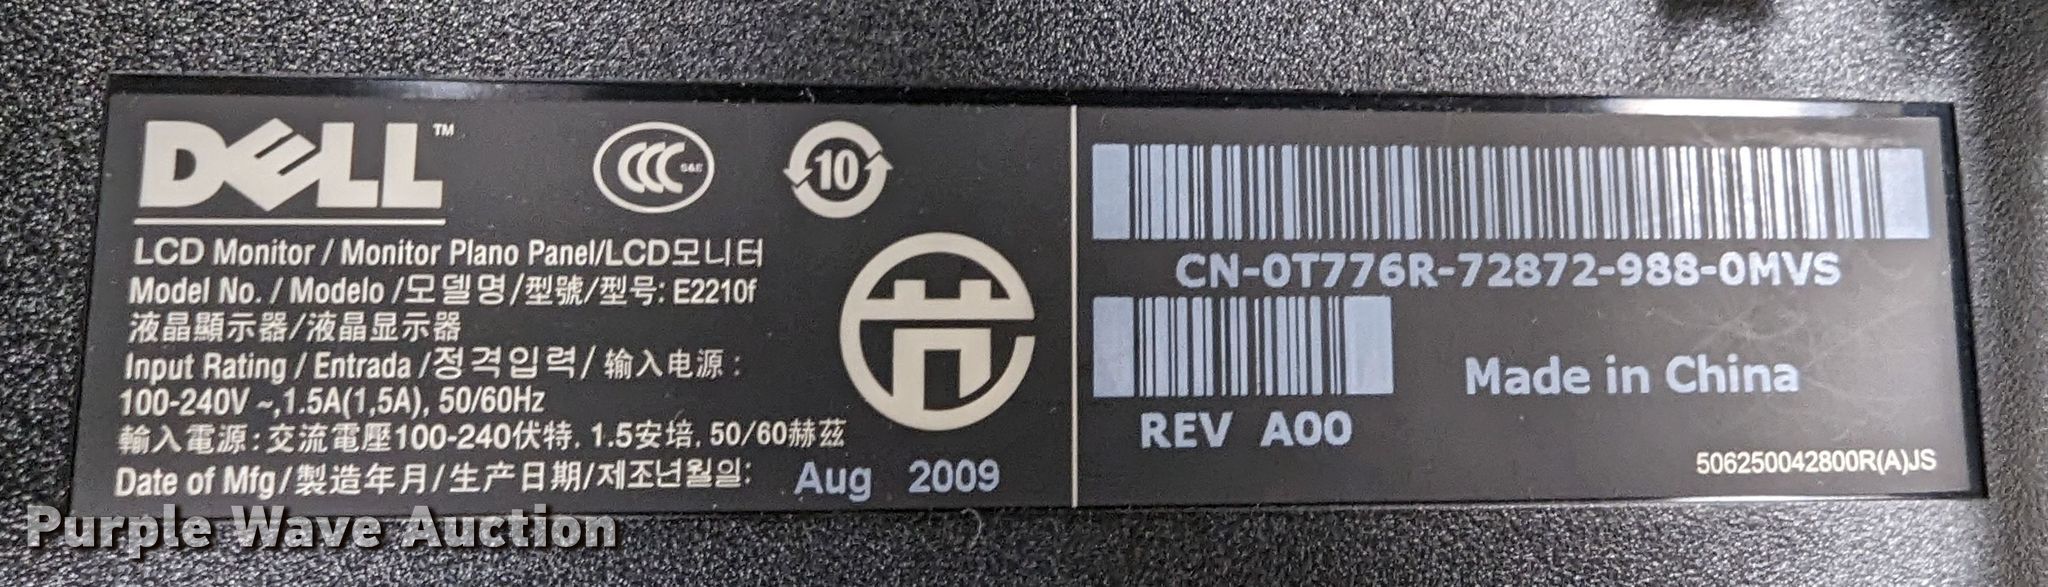 DELL™
CCC S&E
10
LCD Monitor / Monitor Plano Panel/LCD모니터
Model No. / Modelo /모델명/型號/型号: E2210f
液晶顯示器/液晶显示器
Input Rating / Entrada /정격입력/ 输入电源 :
100-240V ~,1.5A(1,5A), 50/60Hz
輸入電源: 交流電壓100-240伏特, 1.5安培, 50/60赫茲
Date of Mfg/製造年月/生产日期/제조년월일: Aug 2009
CN-0T776R-72872-988-0MVS
REV A00
Made in China
506250042800R(A)JS
Purple Wave Auction